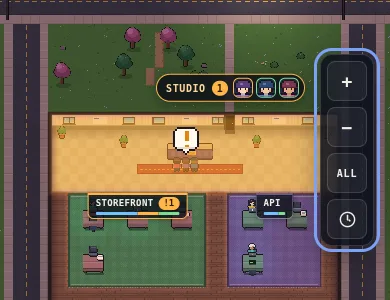 STUDIO 1
+
−
ALL
!
STOREFRONT !1
API